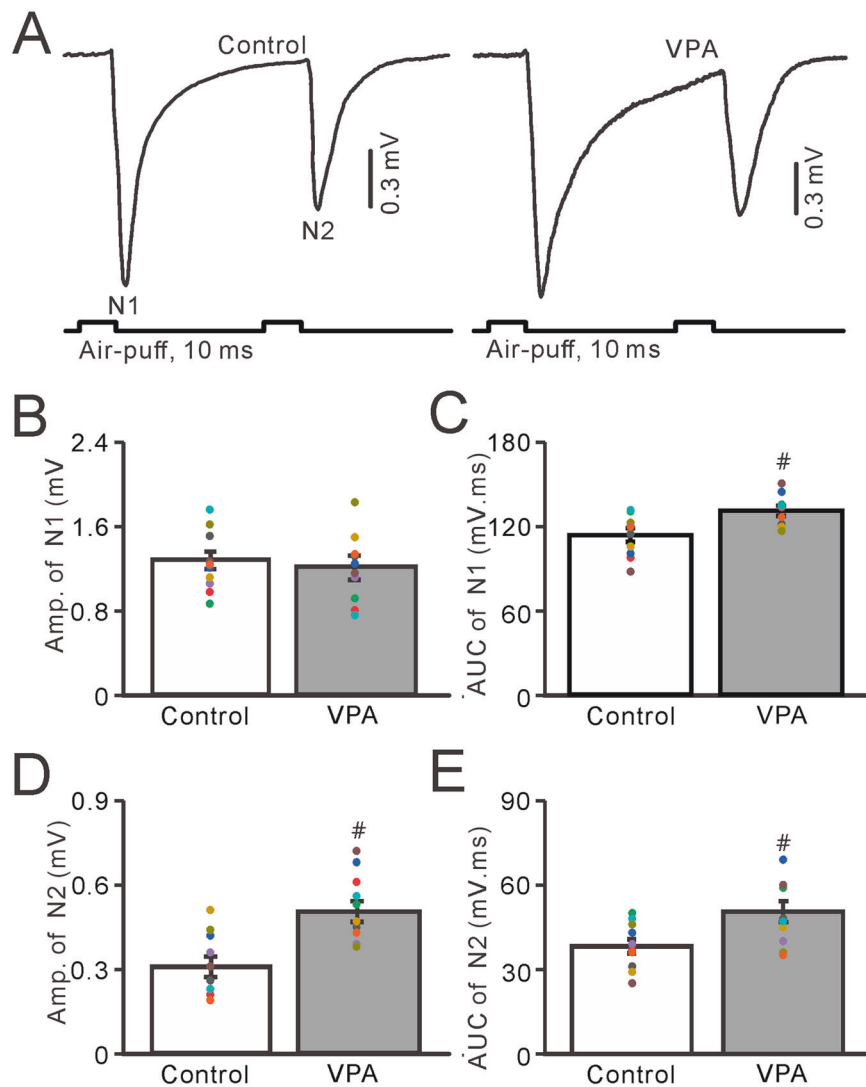 A
Control
VPA
0.3 mV
0.3 mV
N2
N1
Air-puff, 10 ms
Air-puff, 10 ms
B
C
2.4
1.6
0.8
0
Amp. of N1 (mV
Control
VPA
180
120
60
0
AUC of N1 (mV.ms)
#
Control
VPA
D
E
0.9
0.6
0.3
0
Amp. of N2 (mV)
#
Control
VPA
90
60
30
0
AUC of N2 (mV.ms)
#
Control
VPA